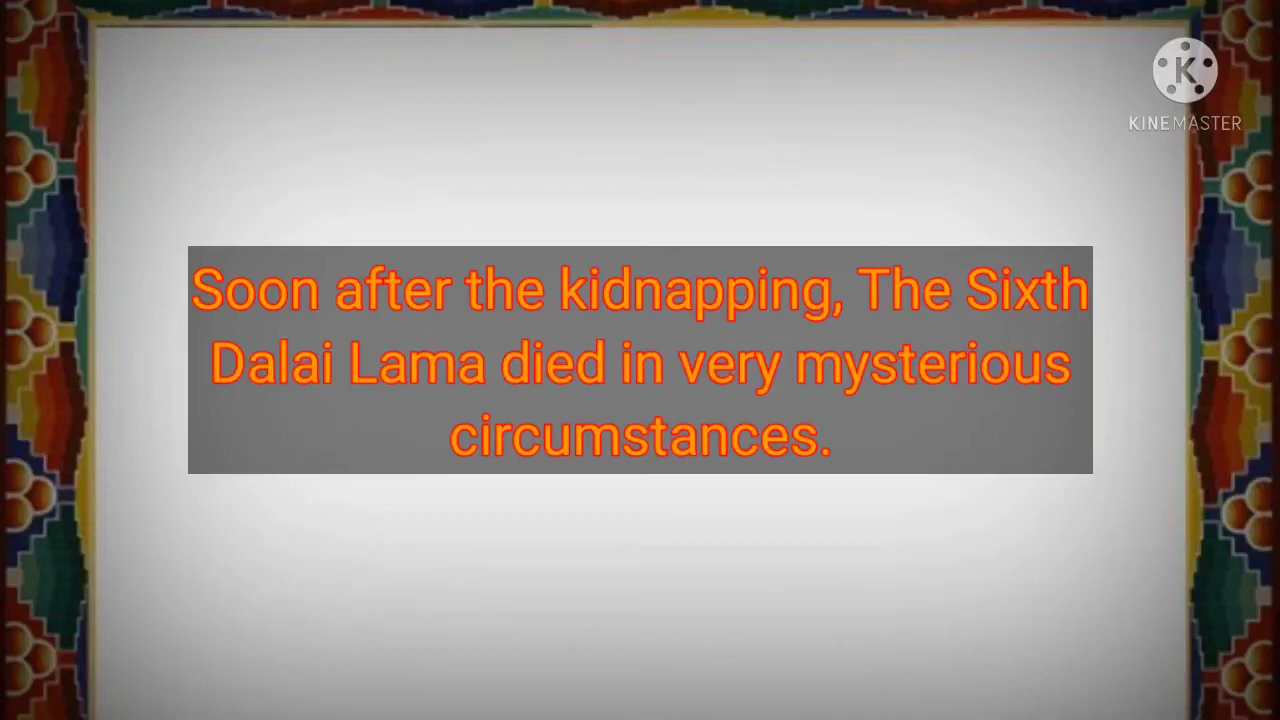 K
KINEMASTER
Soon after the kidnapping, The Sixth
Dalai Lama died in very mysterious
circumstances.